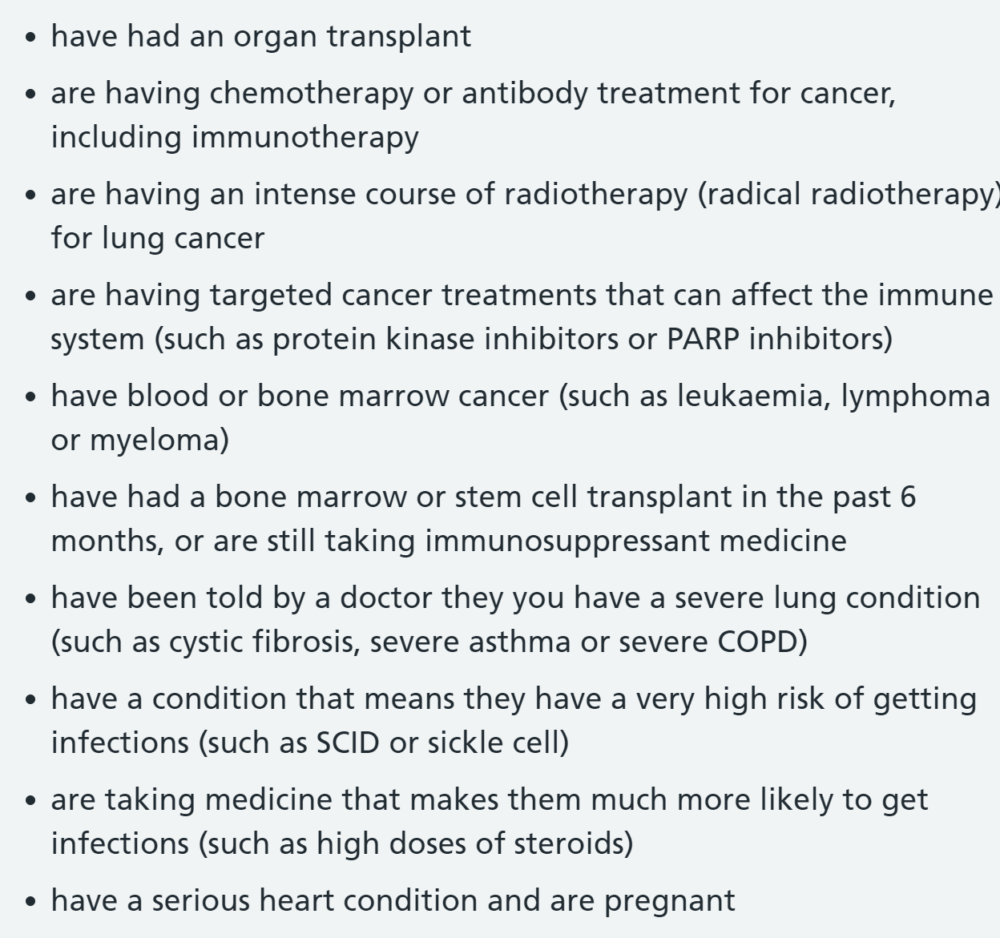 • have had an organ transplant
• are having chemotherapy or antibody treatment for cancer,
including immunotherapy
• are having an intense course of radiotherapy (radical radiotherapy)
for lung cancer
• are having targeted cancer treatments that can affect the immune
system (such as protein kinase inhibitors or PARP inhibitors)
• have blood or bone marrow cancer (such as leukaemia, lymphoma
or myeloma)
• have had a bone marrow or stem cell transplant in the past 6
months, or are still taking immunosuppressant medicine
• have been told by a doctor they you have a severe lung condition
(such as cystic fibrosis, severe asthma or severe COPD)
• have a condition that means they have a very high risk of getting
infections (such as SCID or sickle cell)
• are taking medicine that makes them much more likely to get
infections (such as high doses of steroids)
• have a serious heart condition and are pregnant